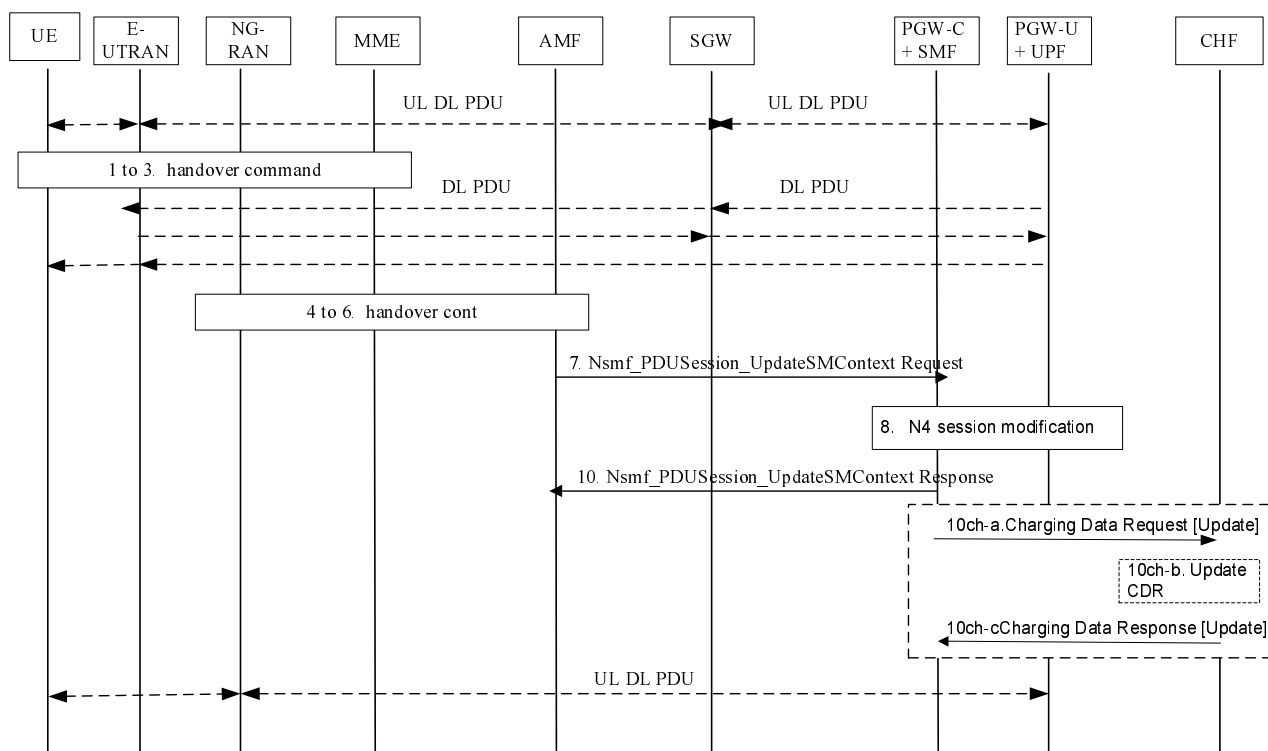 UE
E-
UTRAN
NG-
RAN
MME
AMF
SGW
PGW-C
+ SMF
PGW-U
+ UPF
CHF
UL DL PDU
UL DL PDU
1 to 3. handover command
DL PDU
DL PDU
4 to 6. handover cont
7. Nsmf_PDUSession_UpdateSMContext Request
8. N4 session modification
10. Nsmf_PDUSession_UpdateSMContext Response
10ch-a.Charging Data Request [Update]
10ch-b. Update
CDR
10ch-cCharging Data Response [Update]
UL DL PDU